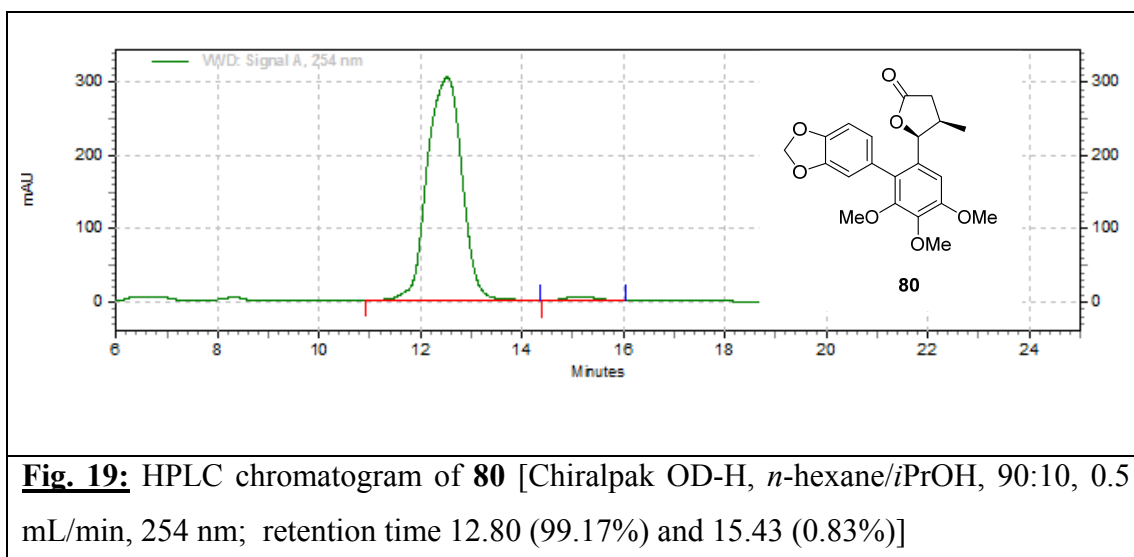 VWD: Signal A, 254 nm
300
200
100
0
mAU
300
200
100
0
6 8 10 12 14 16 18 20 22 24
Minutes
O
O
O
O
MeO
OMe
OMe
80
Fig. 19: HPLC chromatogram of 80 [Chiralpak OD-H, n-hexane/iPrOH, 90:10, 0.5
mL/min, 254 nm; retention time 12.80 (99.17%) and 15.43 (0.83%)]